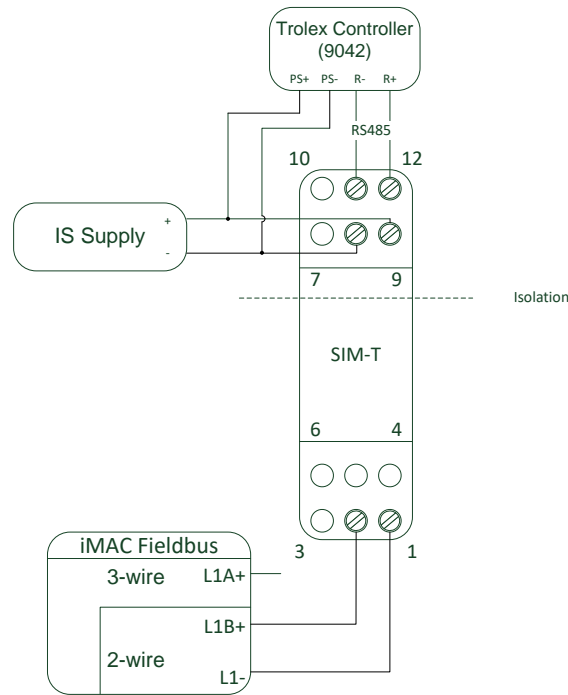 Trolex Controller
(9042)
PS+ PS- R- R+
RS485
10 12
IS Supply
+
-
7 9
Isolation
SIM-T
6 4
3 1
iMAC Fieldbus
3-wire L1A+
L1B+
2-wire
L1-